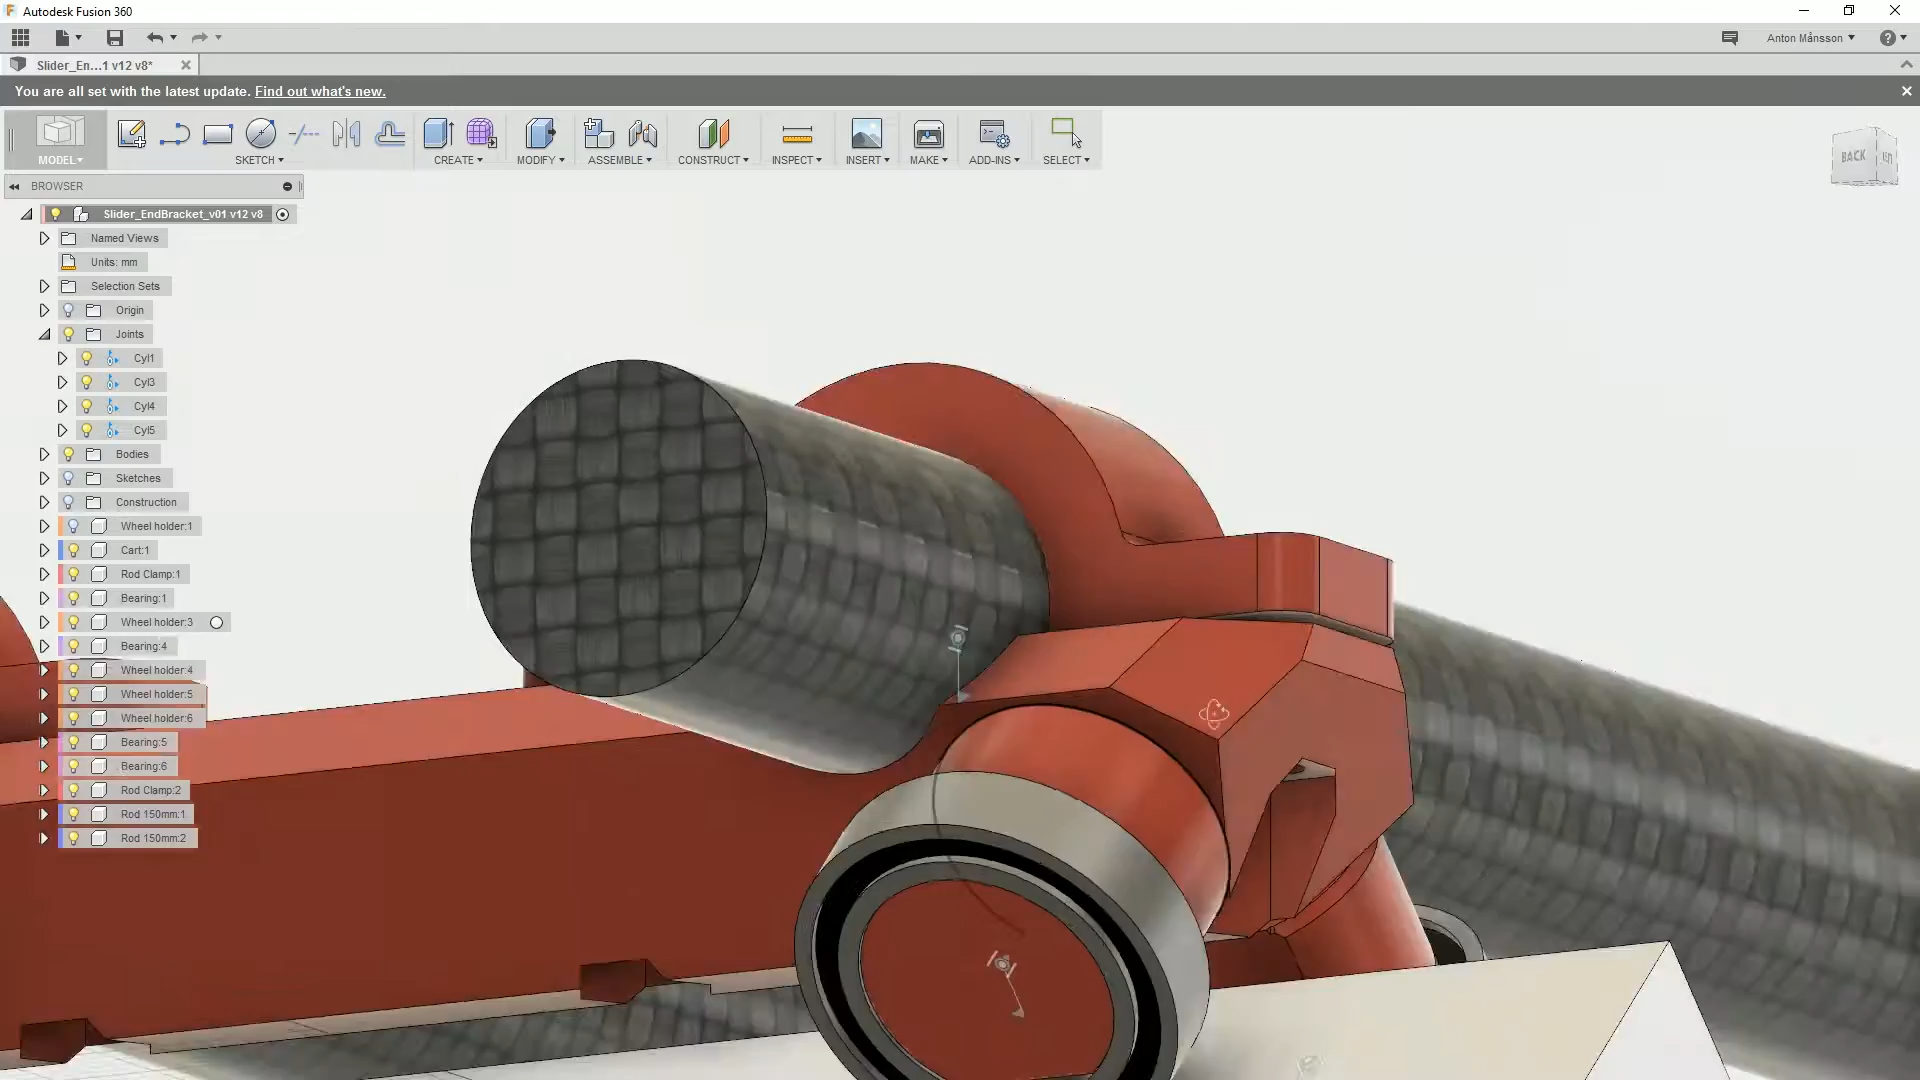 Autodesk Fusion 360
Anton Månsson
Slider_En...1 v12 v8*
You are all set with the latest update. Find out what's new.
MODEL
SKETCH
CREATE
MODIFY
ASSEMBLE
CONSTRUCT
INSPECT
INSERT
MAKE
ADD-INS
SELECT
BACK
BROWSER
Slider_EndBracket_v01 v12 v8
Named Views
Units: mm
Selection Sets
Origin
Joints
Cyl1
Cyl3
Cyl4
Cyl5
Bodies
Sketches
Construction
Wheel holder:1
Cart:1
Rod Clamp:1
Bearing:1
Wheel holder:3
Bearing:4
Wheel holder:4
Wheel holder:5
Wheel holder:6
Bearing:5
Bearing:6
Rod Clamp:2
Rod 150mm:1
Rod 150mm:2